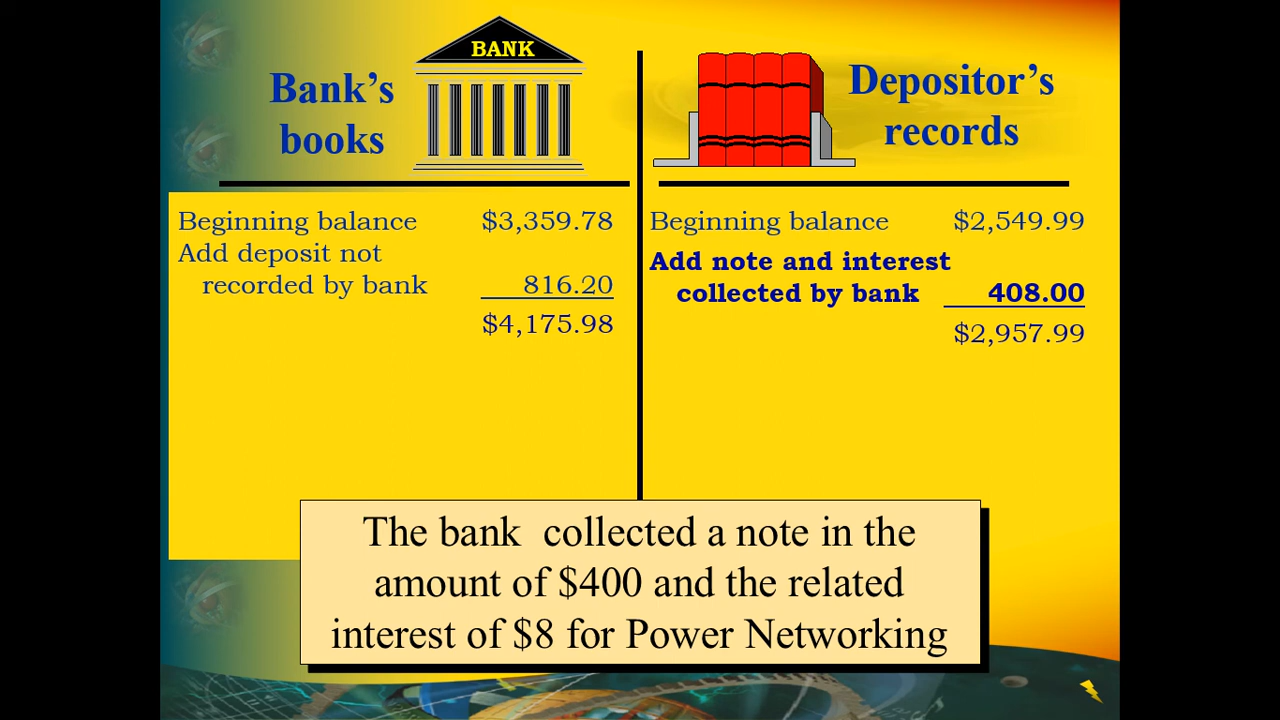 BANK
Bank's
books
Depositor's
records
Beginning balance $3,359.78
Add deposit not
recorded by bank 816.20
$4,175.98
Beginning balance $2,549.99
Add note and interest
collected by bank 408.00
$2,957.99
The bank collected a note in the
amount of $400 and the related
interest of $8 for Power Networking